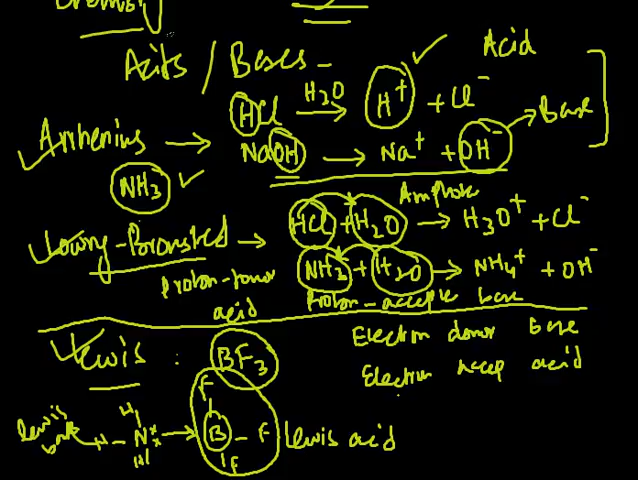 Acids / Bases -
Acid
HCl H2O → H+ + Cl-
Arrhenius → NaOH → Na+ + OH- → Base
NH3
Ampho
Lowry-Bronsted → HCl + H2O → H3O+ + Cl-
NH3 + H2O → NH4+ + OH-
Proton-donor acid
Proton-accepter base
Lewis : BF3
Electron donor Base
Electron accep acid
F
Lewis base H - N → B - F Lewis acid
H
H
F